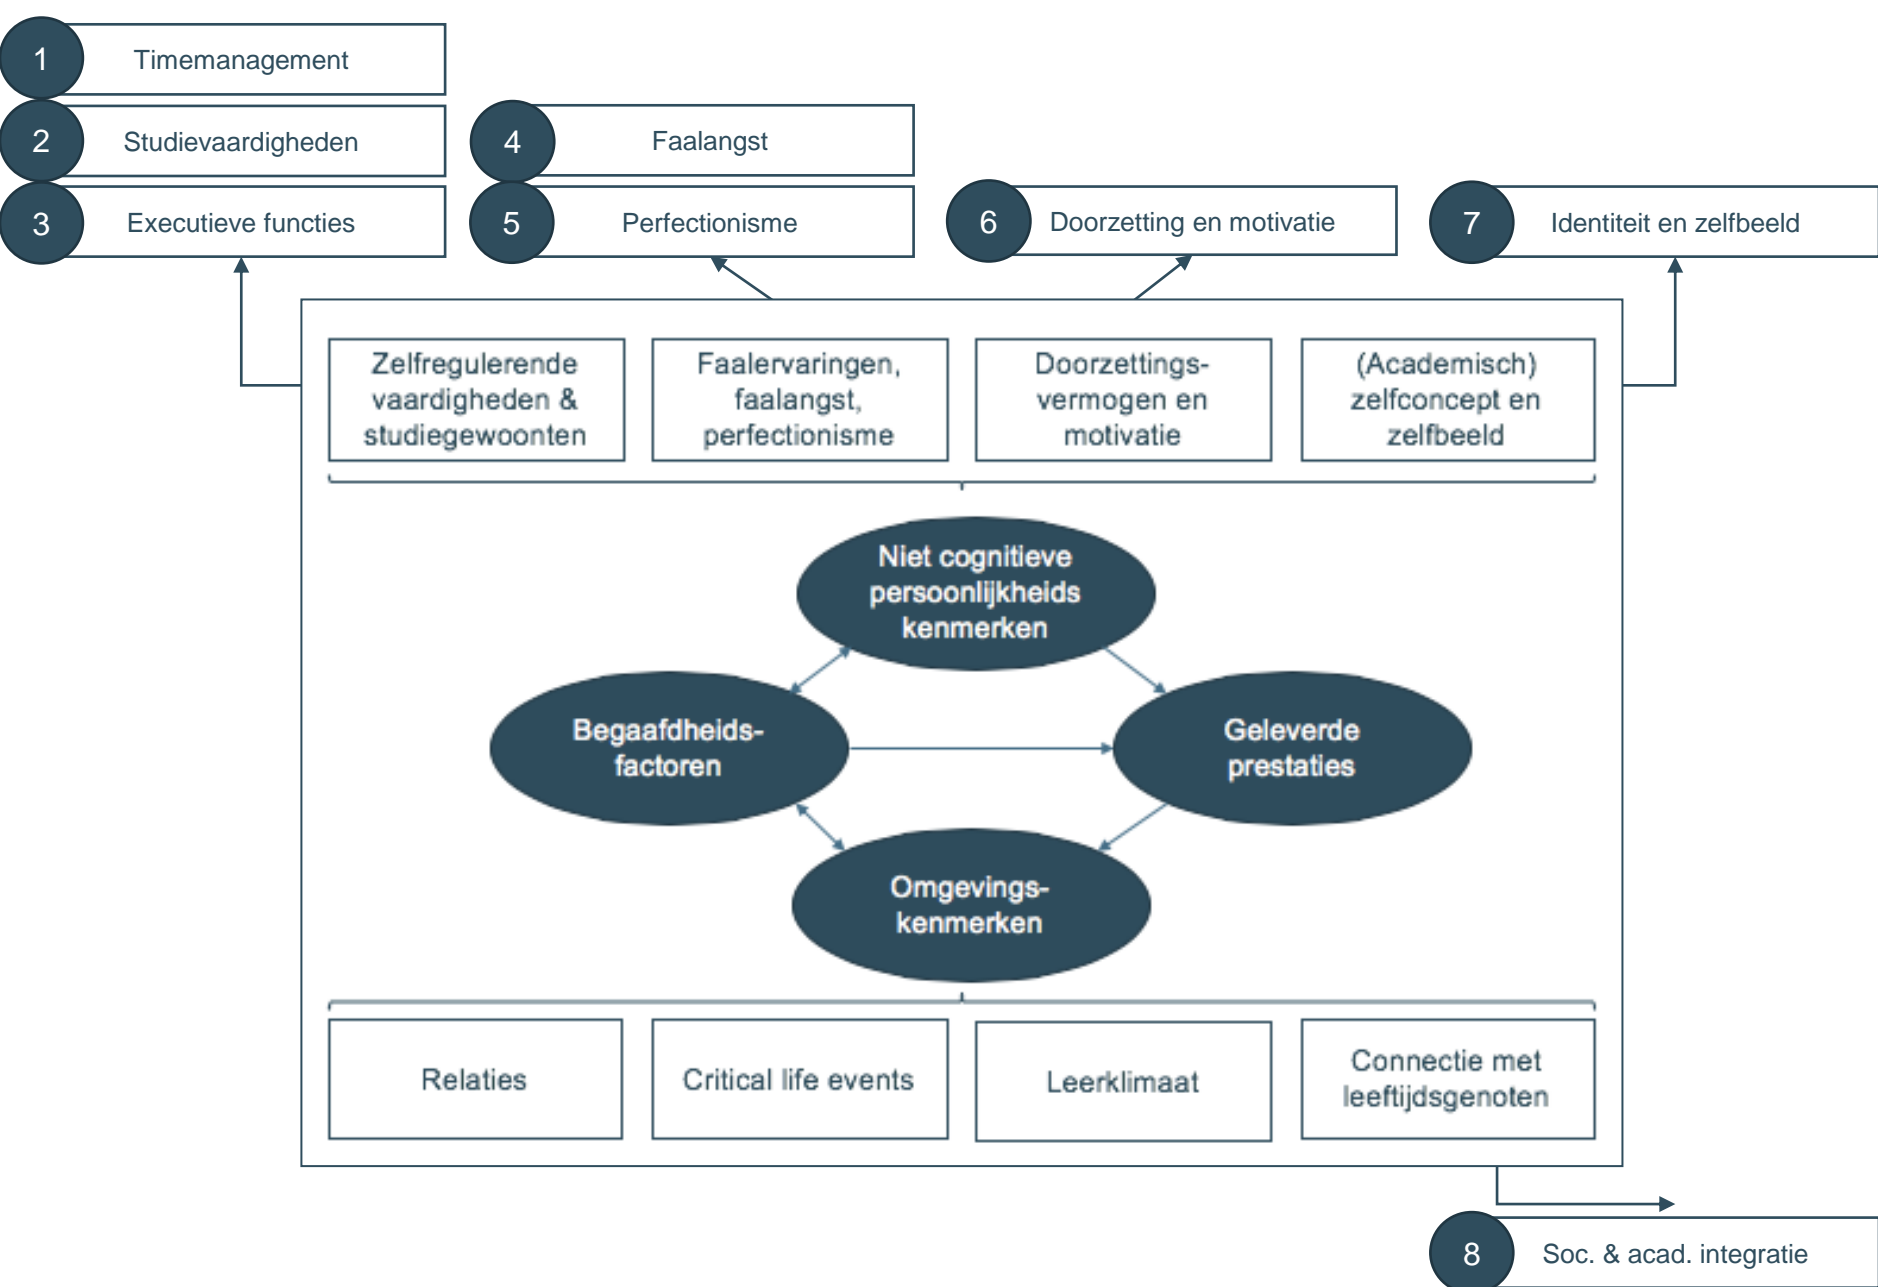 1 Timemanagement
2 Studievaardigheden
3 Executieve functies
4 Faalangst
5 Perfectionisme
6 Doorzetting en motivatie
7 Identiteit en zelfbeeld
Zelfregulerende
vaardigheden &
studiegewoonten
Faalervaringen,
faalangst,
perfectionisme
Doorzettings-
vermogen en
motivatie
(Academisch)
zelfconcept en
zelfbeeld
Niet cognitieve
persoonlijkheids
kenmerken
Begaafdheids-
factoren
Geleverde
prestaties
Omgevings-
kenmerken
Relaties
Critical life events
Leerklimaat
Connectie met
leeftijdsgenoten
8 Soc. & acad. integratie